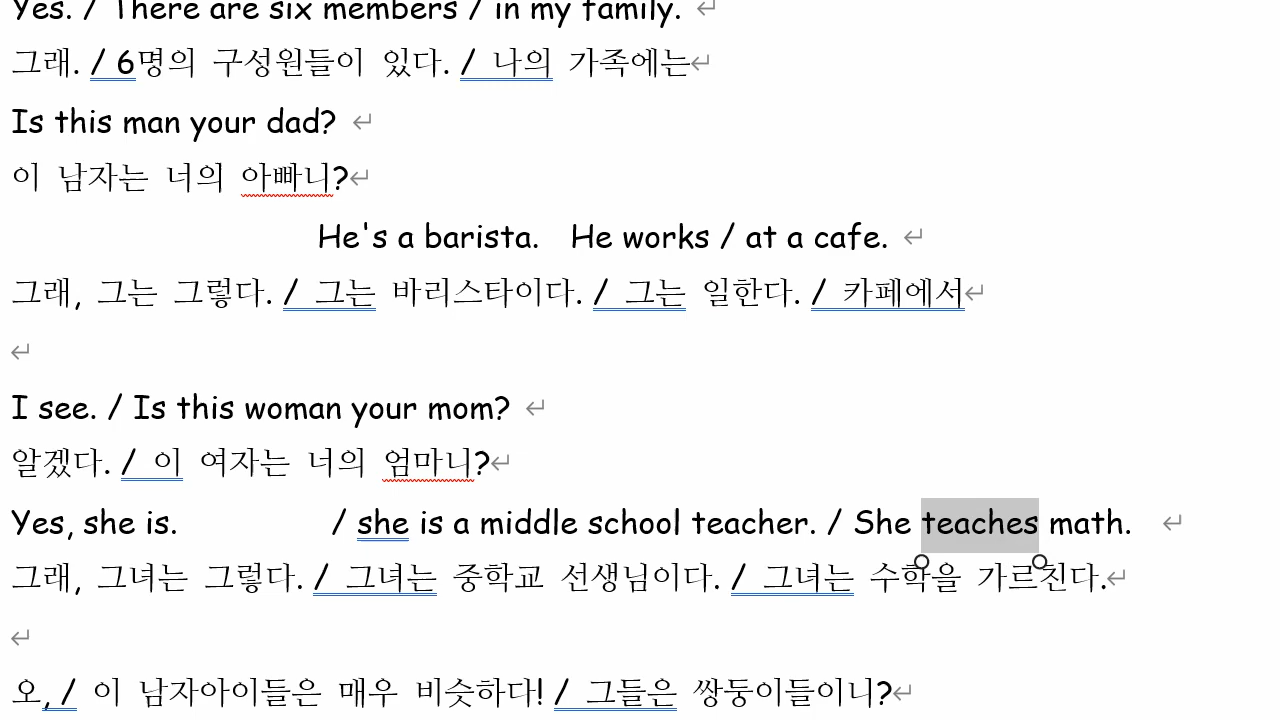 Yes. / There are six members / in my family.
그래. / 6명의 구성원들이 있다. / 나의 가족에는
Is this man your dad?
이 남자는 너의 아빠니?
He's a barista. He works / at a cafe.
그래, 그는 그렇다. / 그는 바리스타이다. / 그는 일한다. / 카페에서
I see. / Is this woman your mom?
알겠다. / 이 여자는 너의 엄마니?
Yes, she is. / she is a middle school teacher. / She teaches math.
그래, 그녀는 그렇다. / 그녀는 중학교 선생님이다. / 그녀는 수학을 가르친다.
오, / 이 남자아이들은 매우 비슷하다! / 그들은 쌍둥이들이니?